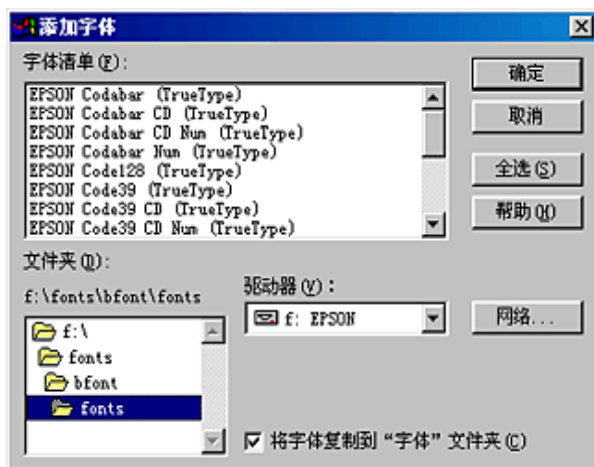 添加字体
字体清单(F):
EPSON Codabar (TrueType)
EPSON Codabar CD (TrueType)
EPSON Codabar CD Num (TrueType)
EPSON Codabar Num (TrueType)
EPSON Code128 (TrueType)
EPSON Code39 (TrueType)
EPSON Code39 CD (TrueType)
EPSON Code39 CD Num (TrueType)
确定
取消
全选(S)
帮助(H)
文件夹(D):
f:\fonts\bfont\fonts
f:\
fonts
bfont
fonts
驱动器(V):
f: EPSON
网络...
将字体复制到“字体”文件夹(C)